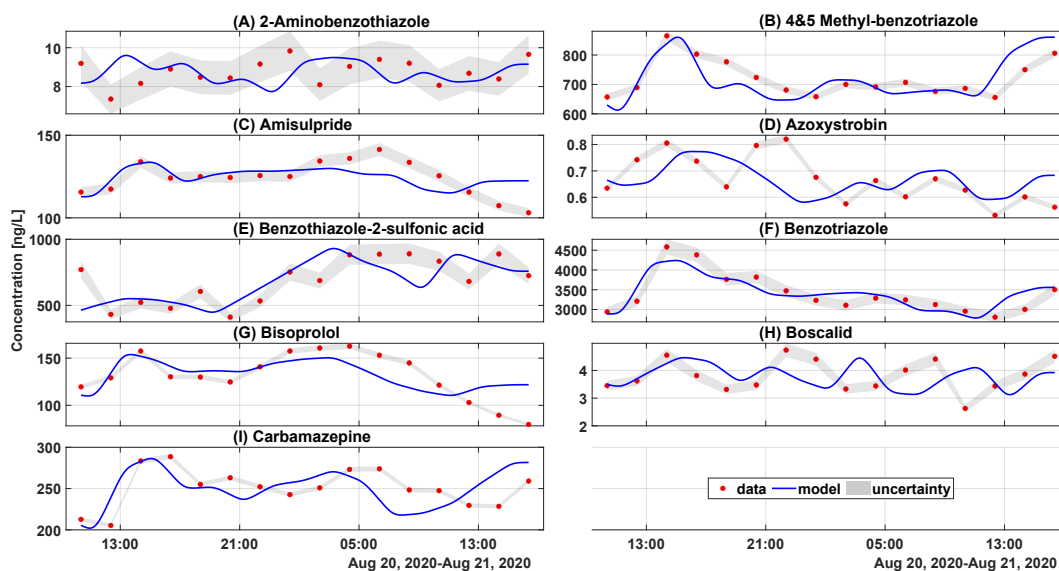 (A) 2-Aminobenzothiazole
10
8
(B) 4&5 Methyl-benzotriazole
800
700
600
(C) Amisulpride
150
100
(D) Azoxystrobin
0.8
0.7
0.6
(E) Benzothiazole-2-sulfonic acid
1000
500
(F) Benzotriazole
4500
4000
3500
3000
(G) Bisoprolol
150
100
(H) Boscalid
4
3
2
(I) Carbamazepine
300
250
200
Concentration [ng/L]
data model uncertainty
13:00 21:00 05:00 13:00
Aug 20, 2020-Aug 21, 2020
13:00 21:00 05:00 13:00
Aug 20, 2020-Aug 21, 2020